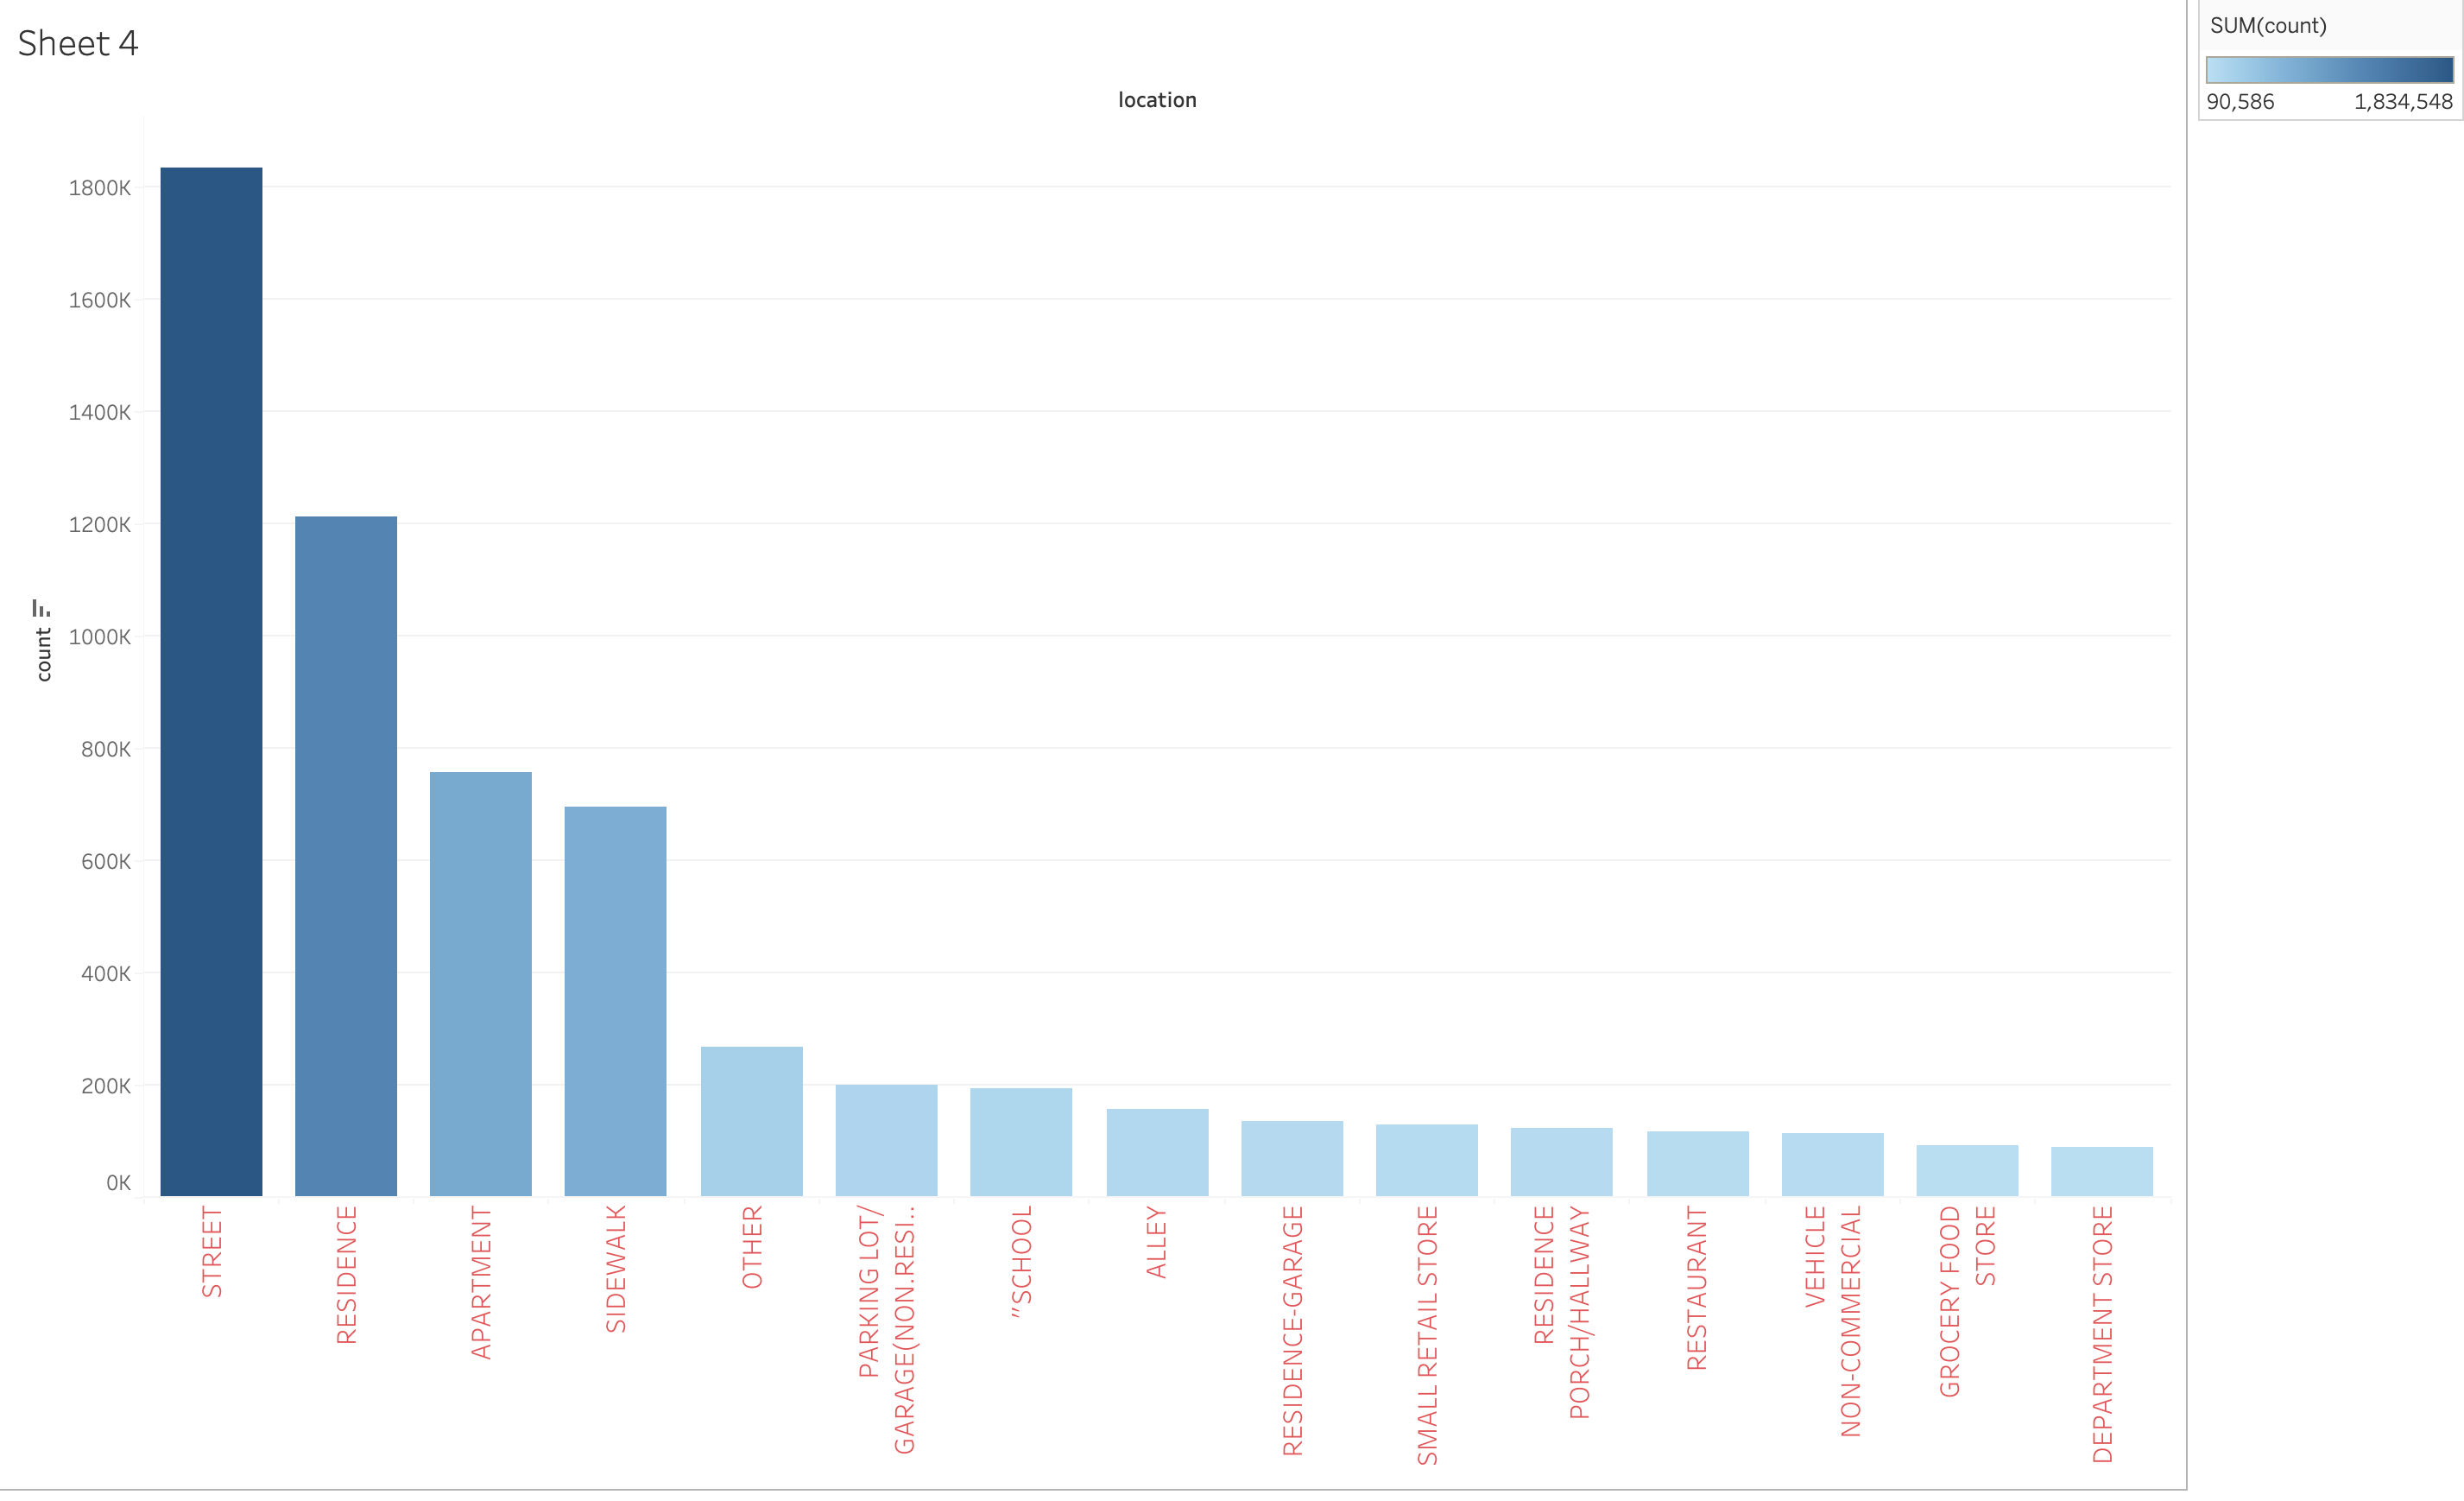 Sheet 4
SUM(count)
90,586 1,834,548
location
count
1800K
1600K
1400K
1200K
1000K
800K
600K
400K
200K
0K
STREET
RESIDENCE
APARTMENT
SIDEWALK
OTHER
PARKING LOT/
GARAGE(NON.RESI..
"SCHOOL
ALLEY
RESIDENCE-GARAGE
SMALL RETAIL STORE
RESIDENCE
PORCH/HALLWAY
RESTAURANT
VEHICLE
NON-COMMERCIAL
GROCERY FOOD
STORE
DEPARTMENT STORE